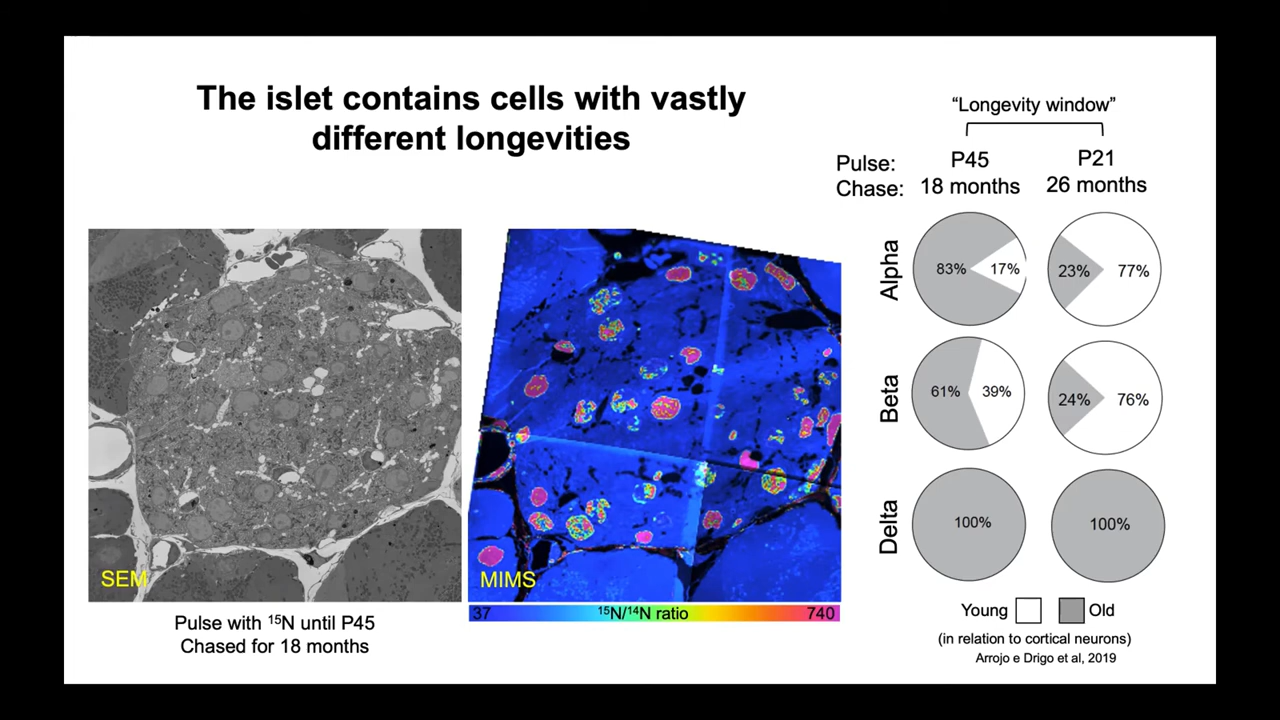 The islet contains cells with vastly
different longevities
SEM
MIMS
37 ¹⁵N/¹⁴N ratio 740
Pulse with ¹⁵N until P45
Chased for 18 months
“Longevity window”
Pulse: P45 P21
Chase: 18 months 26 months
Alpha
83% 17% 23% 77%
Beta
61% 39% 24% 76%
Delta
100% 100%
Young Old
(in relation to cortical neurons)
Arrojo e Drigo et al, 2019